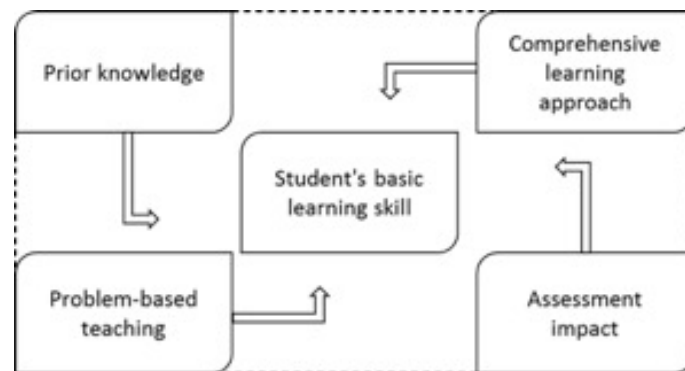 Prior knowledge
Comprehensive
learning
approach
Student's basic
learning skill
Problem-based
teaching
Assessment
impact